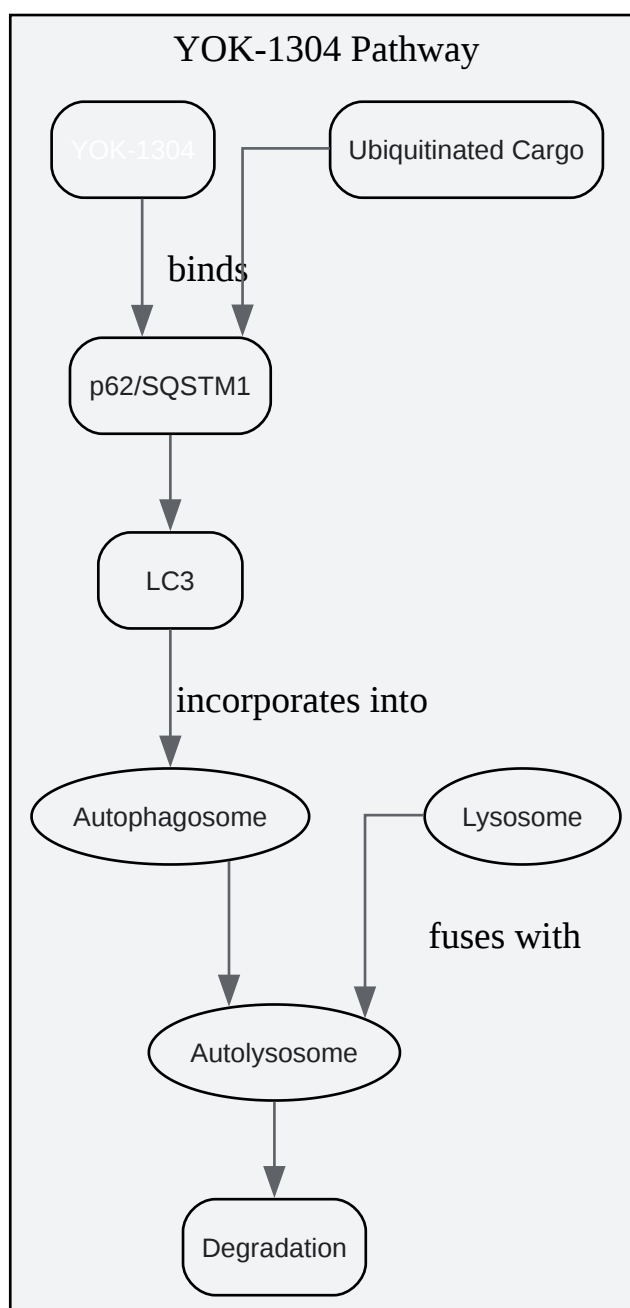 YOK-1304 Pathway
YOK-1304
Ubiquitinated Cargo
binds
p62/SQSTM1
LC3
incorporates into
Autophagosome
Lysosome
fuses with
Autolysosome
Degradation